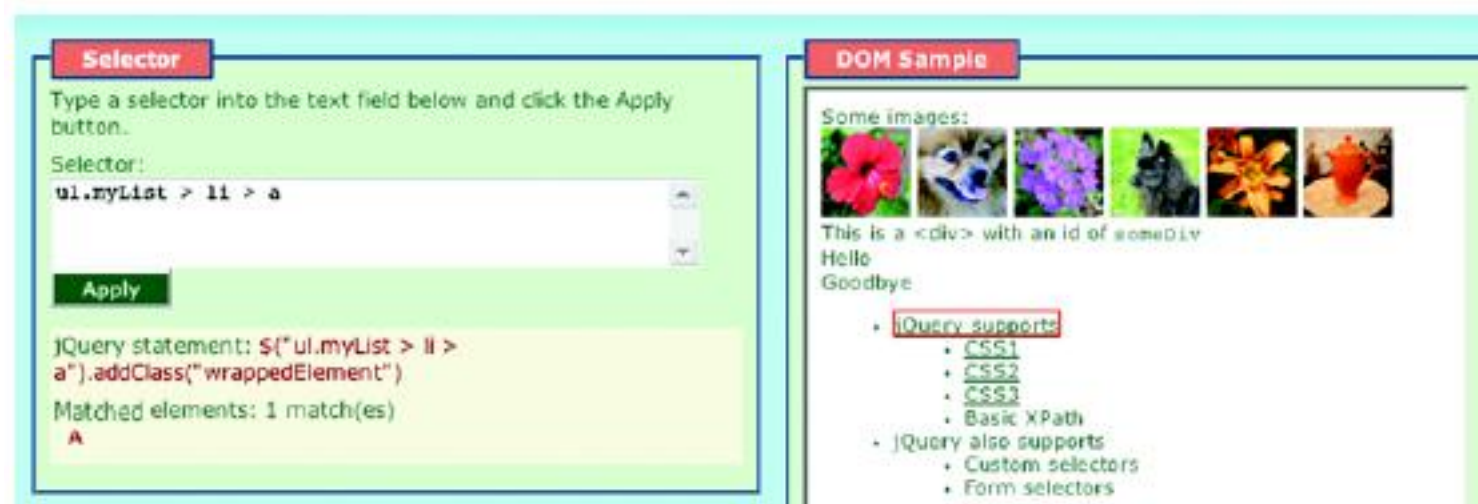 Selector
Type a selector into the text field below and click the Apply
button.
Selector:
ul.myList > li > a
Apply
jQuery statement: $("ul.myList > li >
a").addClass("wrappedElement")
Matched elements: 1 match(es)
A
DOM Sample
Some images:
This is a <div> with an id of someDiv
Hello
Goodbye
jQuery supports
CSS1
CSS2
CSS3
Basic XPath
jQuery also supports
Custom selectors
Form selectors